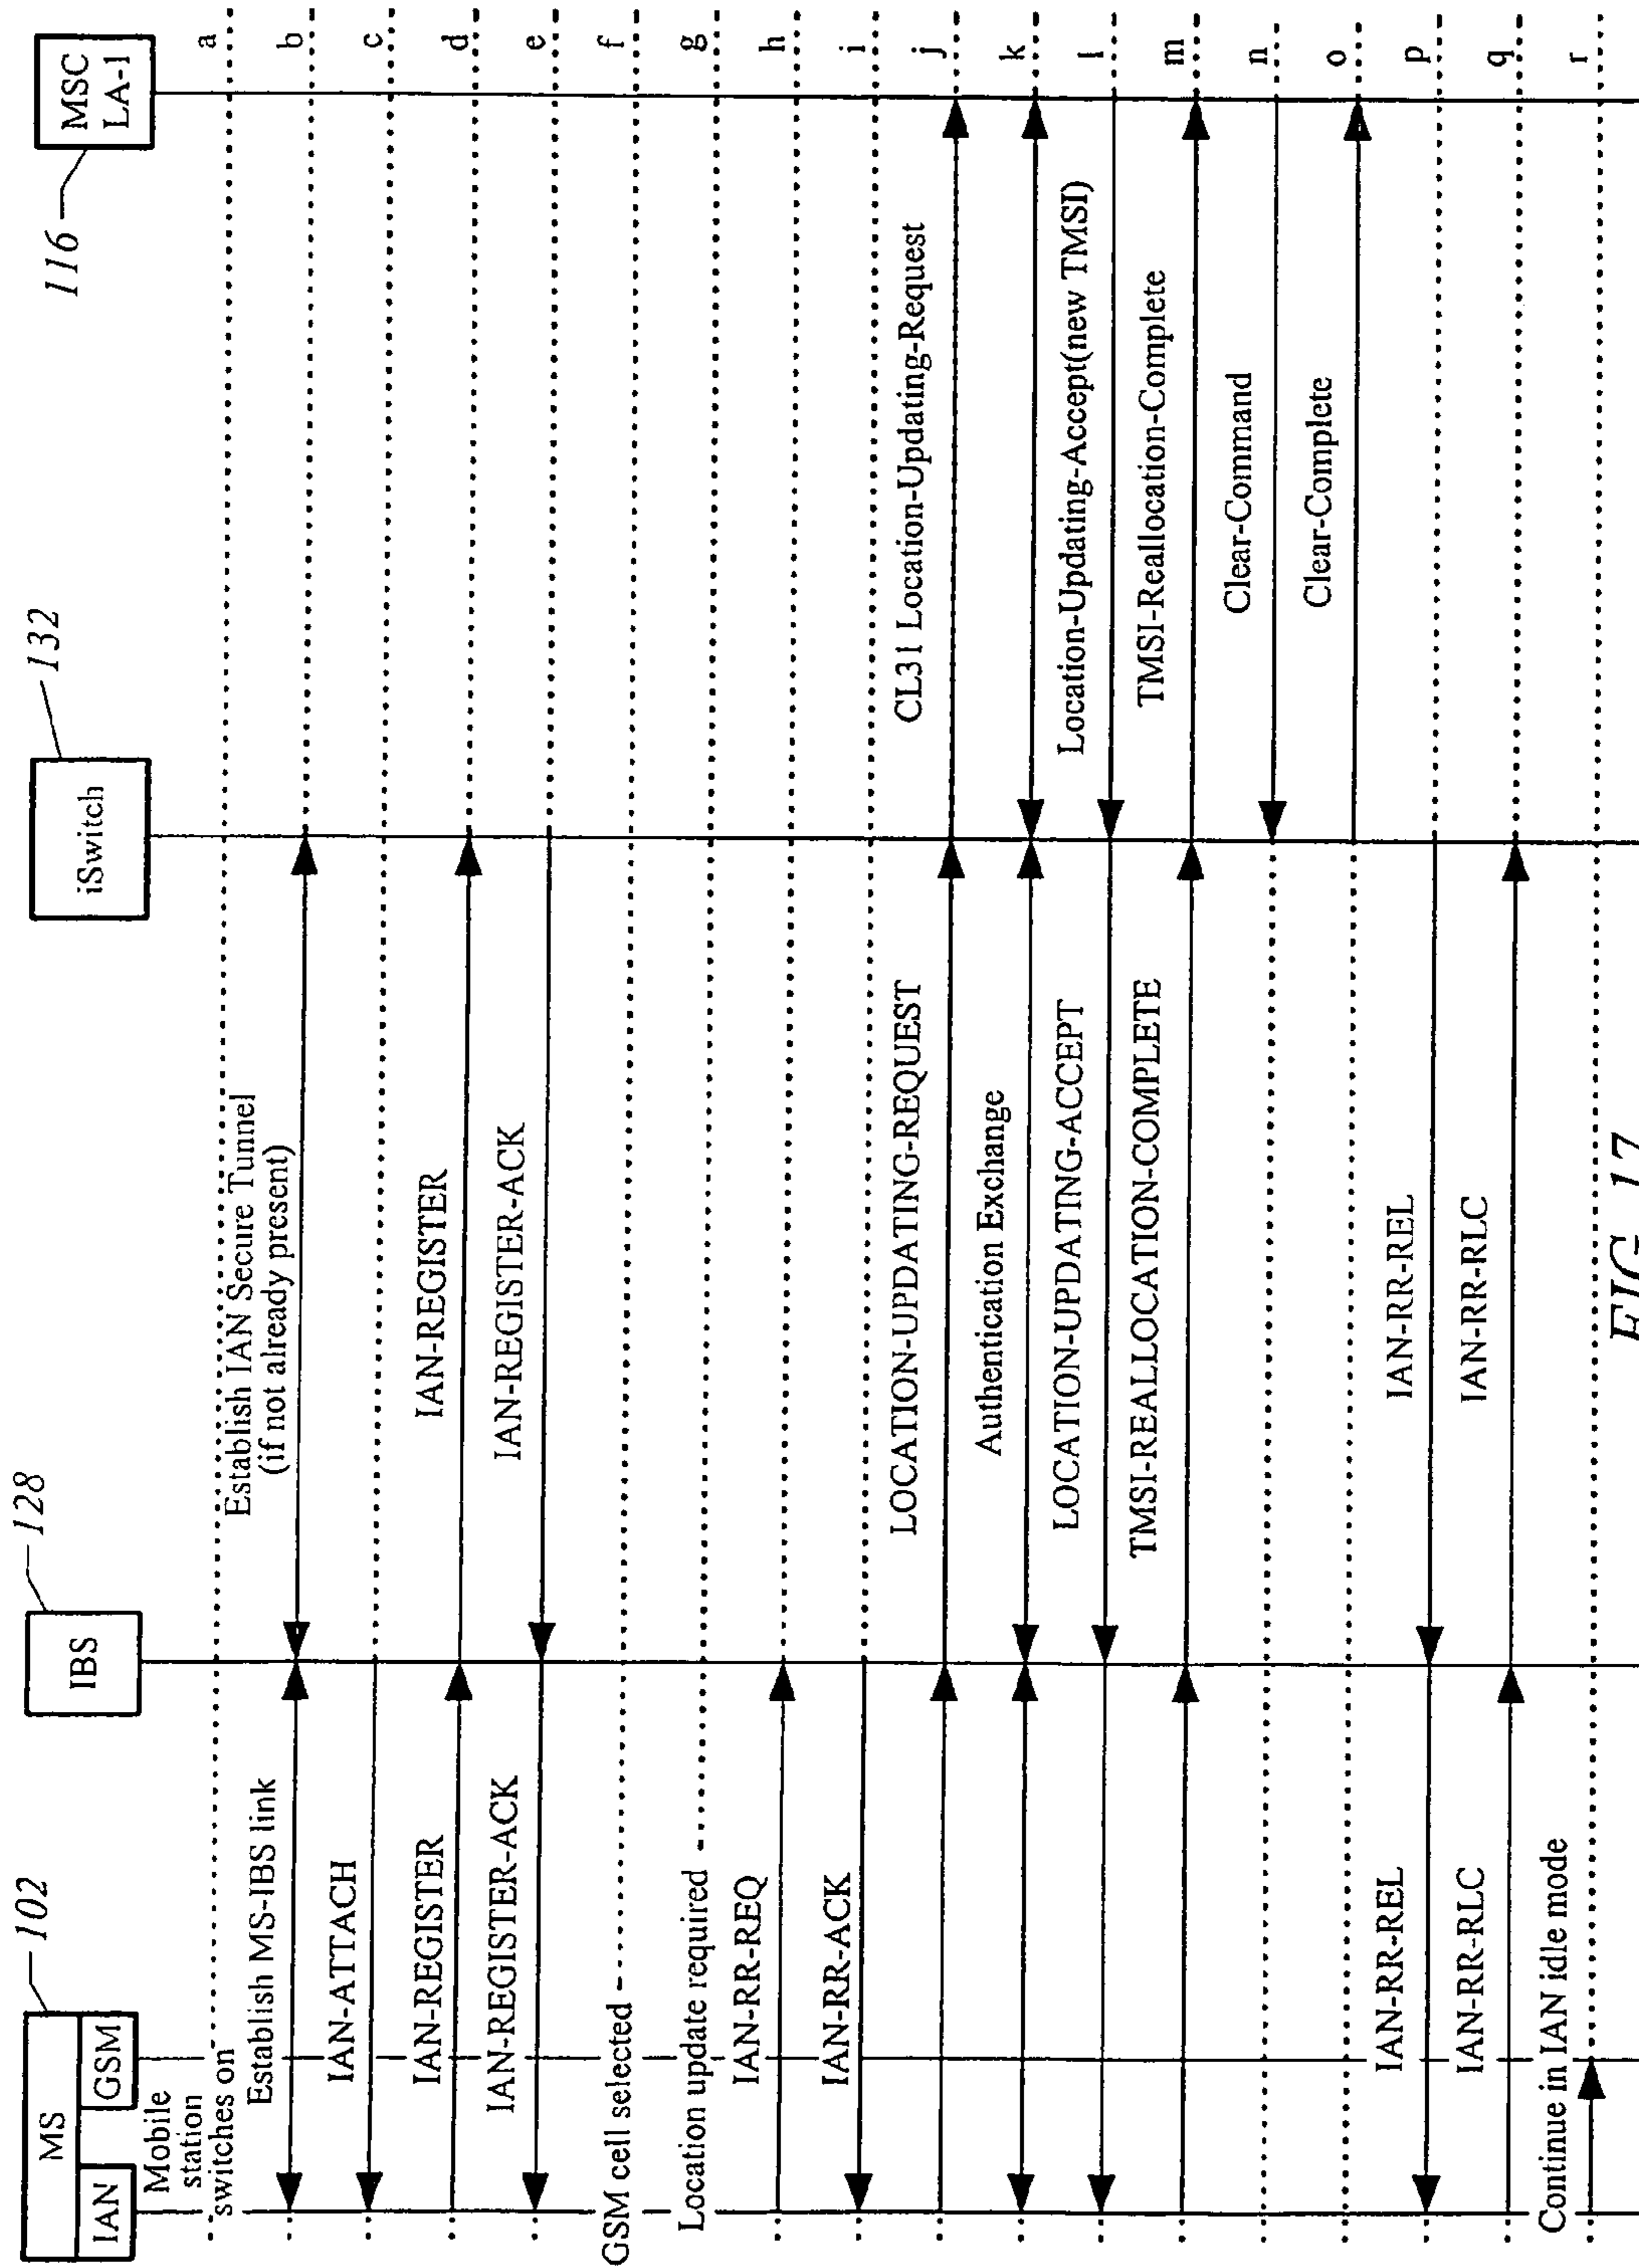 102
128
132
116
MS
IAN
GSM
IBS
iSwitch
MSC
LA-1
Mobile
station
switches on
a
Establish MS-IBS link
Establish IAN Secure Tunnel
(if not already present)
b
IAN-ATTACH
c
IAN-REGISTER
IAN-REGISTER
d
IAN-REGISTER-ACK
IAN-REGISTER-ACK
e
GSM cell selected
f
Location update required
g
IAN-RR-REQ
h
IAN-RR-ACK
i
LOCATION-UPDATING-REQUEST
CL31 Location-Updating-Request
j
Authentication Exchange
k
LOCATION-UPDATING-ACCEPT
Location-Updating-Accept(new TMSI)
l
TMSI-REALLOCATION-COMPLETE
TMSI-Reallocation-Complete
m
Clear-Command
n
Clear-Complete
o
IAN-RR-REL
IAN-RR-REL
p
IAN-RR-RLC
IAN-RR-RLC
q
Continue in IAN idle mode
r
FIG. 17